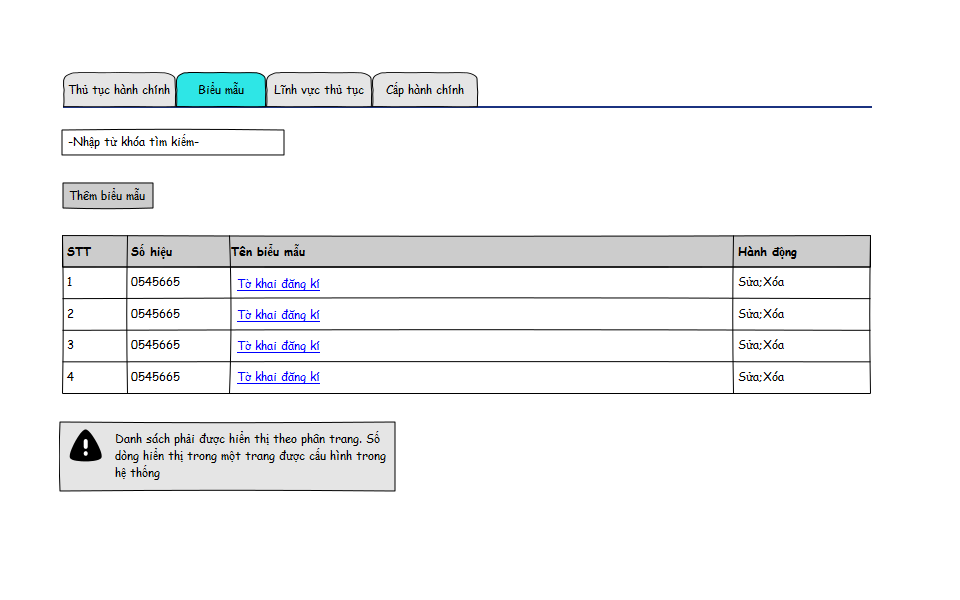 Thủ tục hành chính Biểu mẫu Lĩnh vực thủ tục Cấp hành chính
-Nhập từ khóa tìm kiếm-
Thêm biểu mẫu
STT Số hiệu Tên biểu mẫu Hành động
1 0545665 Tờ khai đăng kí Sửa;Xóa
2 0545665 Tờ khai đăng kí Sửa;Xóa
3 0545665 Tờ khai đăng kí Sửa;Xóa
4 0545665 Tờ khai đăng kí Sửa;Xóa
Danh sách phải được hiển thị theo phân trang. Số
dòng hiển thị trong một trang được cấu hình trong
hệ thống